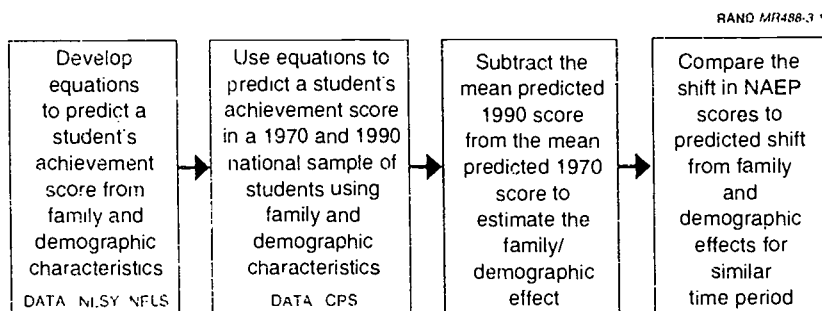 RAND MR488-3
Develop
equations
to predict a
student's
achievement
score from
family and
demographic
characteristics
DATA NLSY NELS
Use equations to
predict a student's
achievement score
in a 1970 and 1990
national sample of
students using
family and
demographic
characteristics
DATA CPS
Subtract the
mean predicted
1990 score
from the mean
predicted 1970
score to
estimate the
family/
demographic
effect
Compare the
shift in NAEP
scores to
predicted shift
from family
and
demographic
effects for
similar
time period